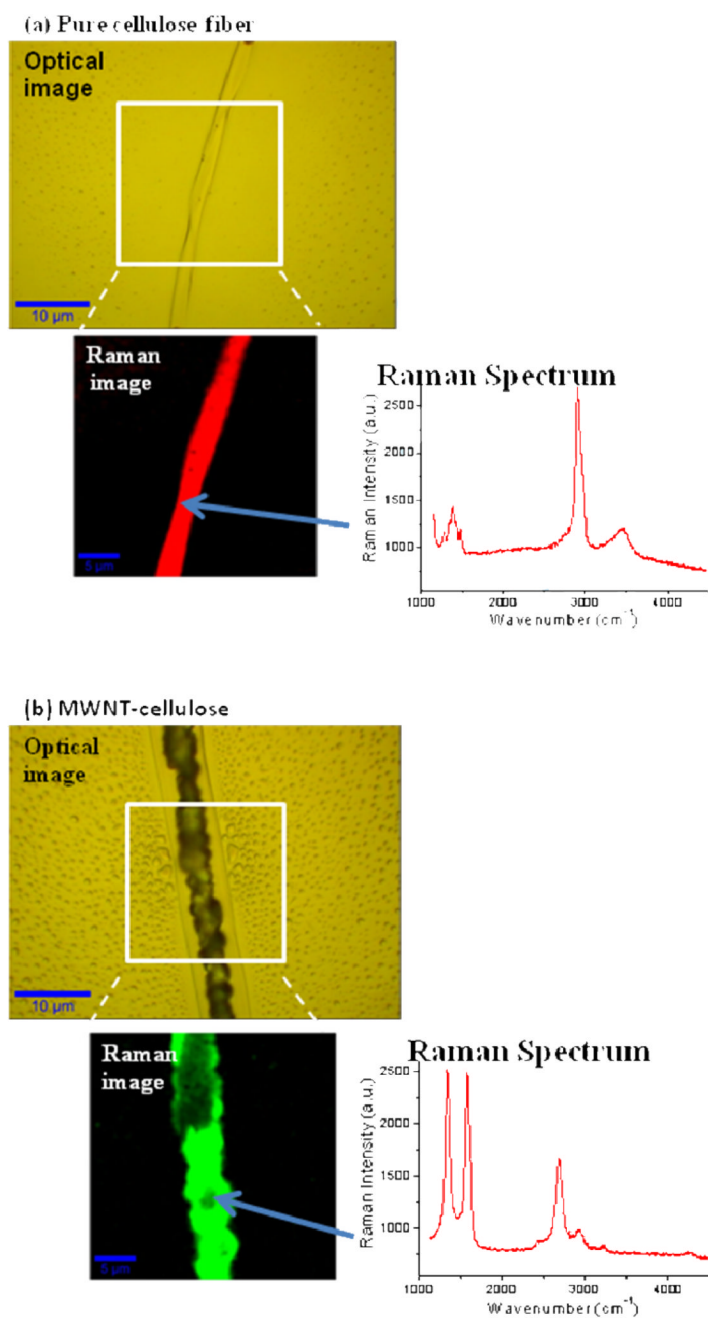 (a) Pure cellulose fiber
Optical
image
10 µm
Raman
image
5 µm
Raman Spectrum
Raman Intensity (a.u.)
2500
2000
1500
1000
1000
2000
3000
4000
Wavenumber (cm⁻¹)
(b) MWNT-cellulose
Optical
image
10 µm
Raman
image
5 µm
Raman Spectrum
Raman Intensity (a.u.)
2500
2000
1500
1000
1000
2000
3000
4000
Wavenumber (cm⁻¹)